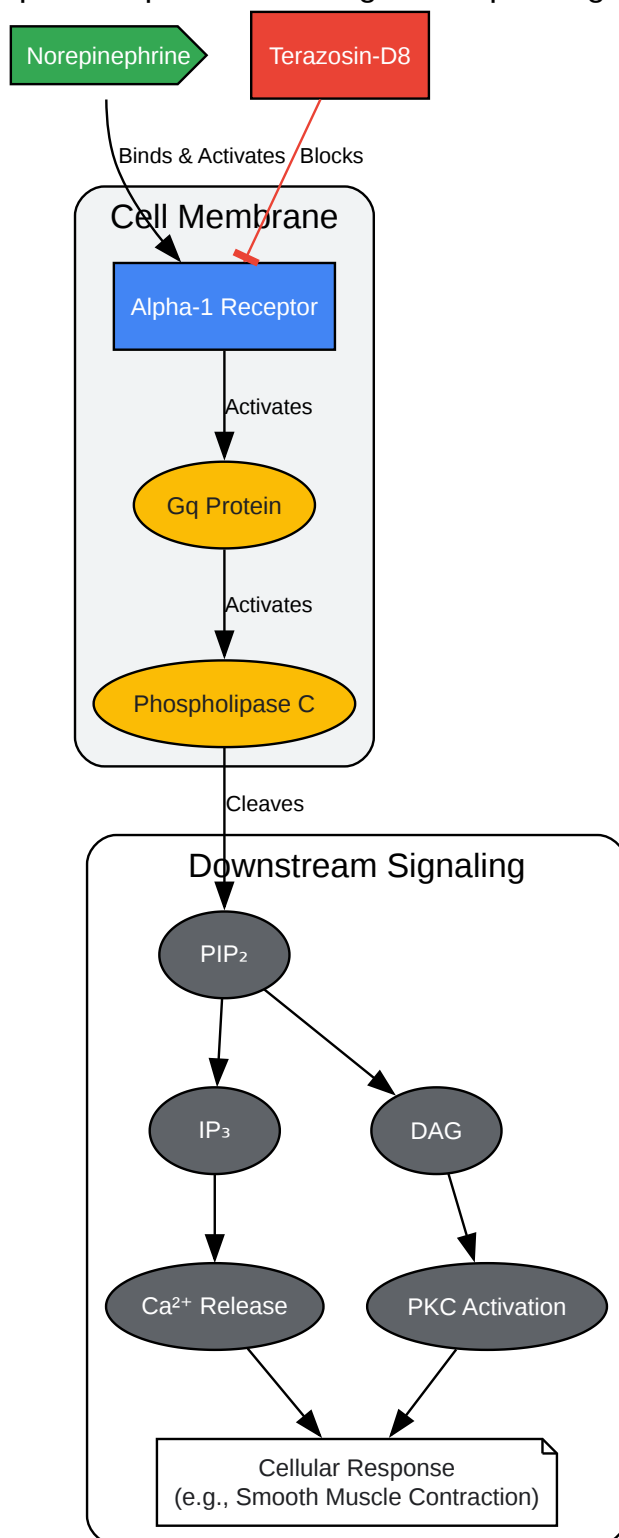 Norepinephrine
Terazosin-D8
Binds & Activates
Blocks
Cell Membrane
Alpha-1 Receptor
Activates
Gq Protein
Activates
Phospholipase C
Cleaves
Downstream Signaling
PIP₂
IP₃
DAG
Ca²⁺ Release
PKC Activation
Cellular Response
(e.g., Smooth Muscle Contraction)